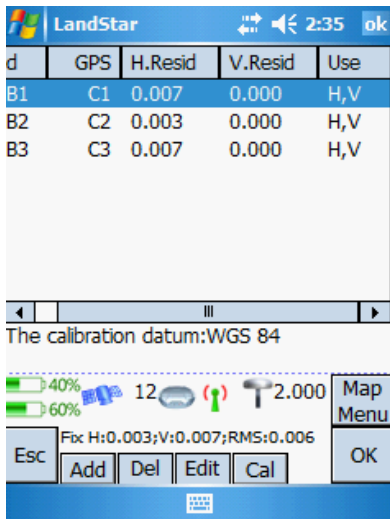 LandStar 2:35 ok
d GPS H.Resid V.Resid Use
B1 C1 0.007 0.000 H,V
B2 C2 0.003 0.000 H,V
B3 C3 0.007 0.000 H,V
The calibration datum:WGS 84
40% 12 2.000 Map Menu
60%
Fix H:0.003;V:0.007;RMS:0.006
Esc Add Del Edit Cal OK